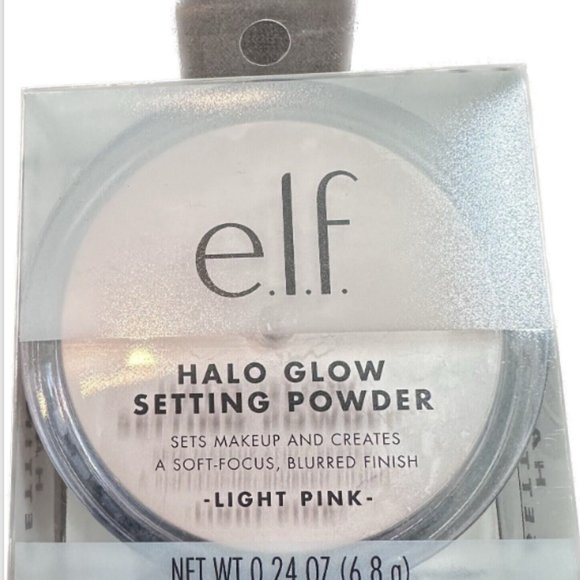 e.l.f.
HALO GLOW
SETTING POWDER
SETS MAKEUP AND CREATES
A SOFT-FOCUS, BLURRED FINISH
-LIGHT PINK-
NET WT 0.24 OZ (6.8 g)